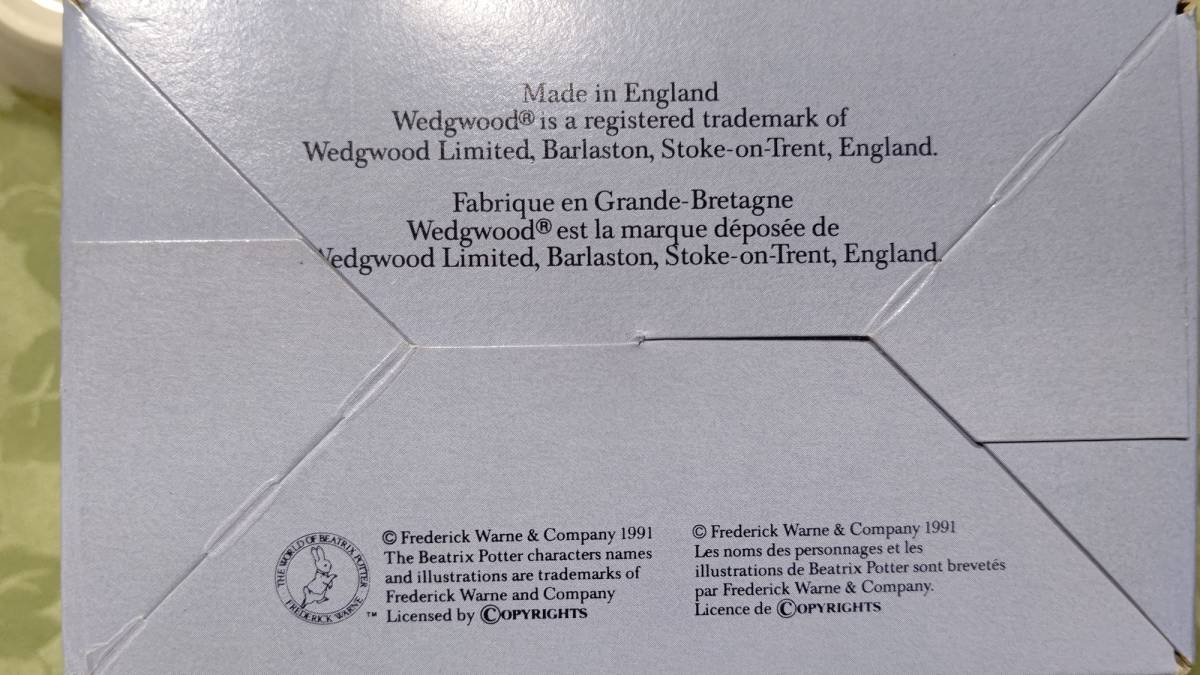 Made in England
Wedgwood® is a registered trademark of
Wedgwood Limited, Barlaston, Stoke-on-Trent, England.
Fabrique en Grande-Bretagne
Wedgwood® est la marque déposée de
Wedgwood Limited, Barlaston, Stoke-on-Trent, England.
THE WORLD OF BEATRIX POTTER
FREDERICK WARNE
™
© Frederick Warne & Company 1991
The Beatrix Potter characters names
and illustrations are trademarks of
Frederick Warne and Company
Licensed by ©OPYRIGHTS
© Frederick Warne & Company 1991
Les noms des personnages et les
illustrations de Beatrix Potter sont brevetés
par Frederick Warne & Company.
Licence de ©OPYRIGHTS